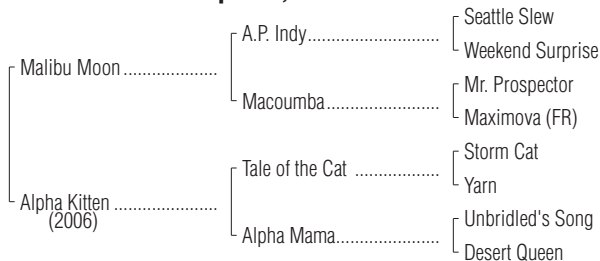 Seattle Slew
A.P. Indy
Weekend Surprise
Malibu Moon
Mr. Prospector
Macoumba
Maximova (FR)
Storm Cat
Tale of the Cat
Yarn
Alpha Kitten
(2006)
Unbridled's Song
Alpha Mama
Desert Queen